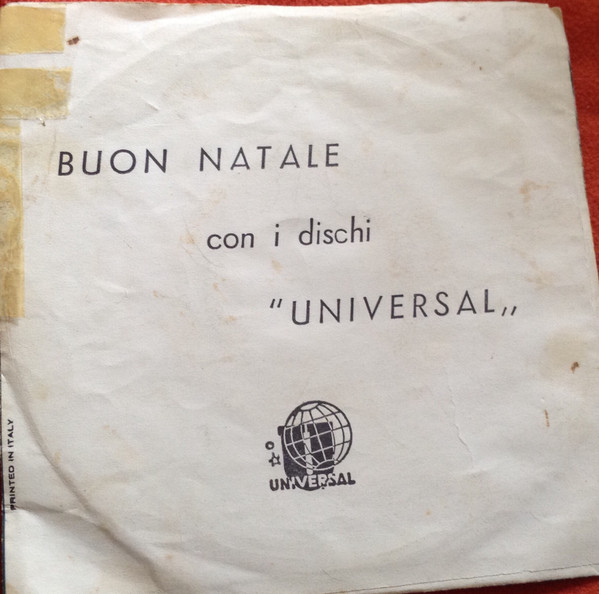 BUON NATALE
con i dischi
"UNIVERSAL„
UNIVERSAL
PRINTED IN ITALY